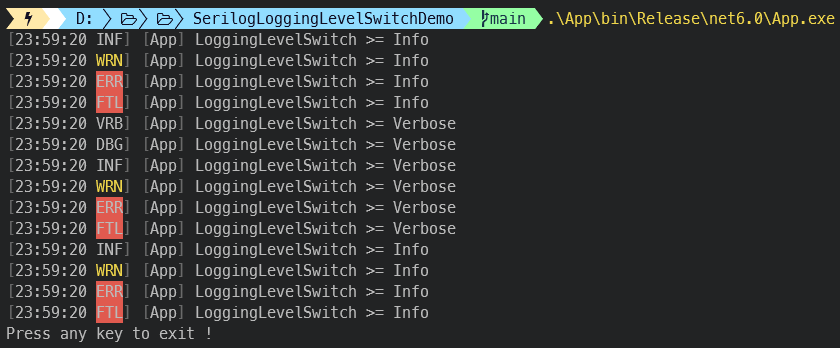 D: SerilogLoggingLevelSwitchDemo main .\App\bin\Release\net6.0\App.exe
[23:59:20 INF] [App] LoggingLevelSwitch >= Info
[23:59:20 WRN] [App] LoggingLevelSwitch >= Info
[23:59:20 ERR] [App] LoggingLevelSwitch >= Info
[23:59:20 FTL] [App] LoggingLevelSwitch >= Info
[23:59:20 VRB] [App] LoggingLevelSwitch >= Verbose
[23:59:20 DBG] [App] LoggingLevelSwitch >= Verbose
[23:59:20 INF] [App] LoggingLevelSwitch >= Verbose
[23:59:20 WRN] [App] LoggingLevelSwitch >= Verbose
[23:59:20 ERR] [App] LoggingLevelSwitch >= Verbose
[23:59:20 FTL] [App] LoggingLevelSwitch >= Verbose
[23:59:20 INF] [App] LoggingLevelSwitch >= Info
[23:59:20 WRN] [App] LoggingLevelSwitch >= Info
[23:59:20 ERR] [App] LoggingLevelSwitch >= Info
[23:59:20 FTL] [App] LoggingLevelSwitch >= Info
Press any key to exit !